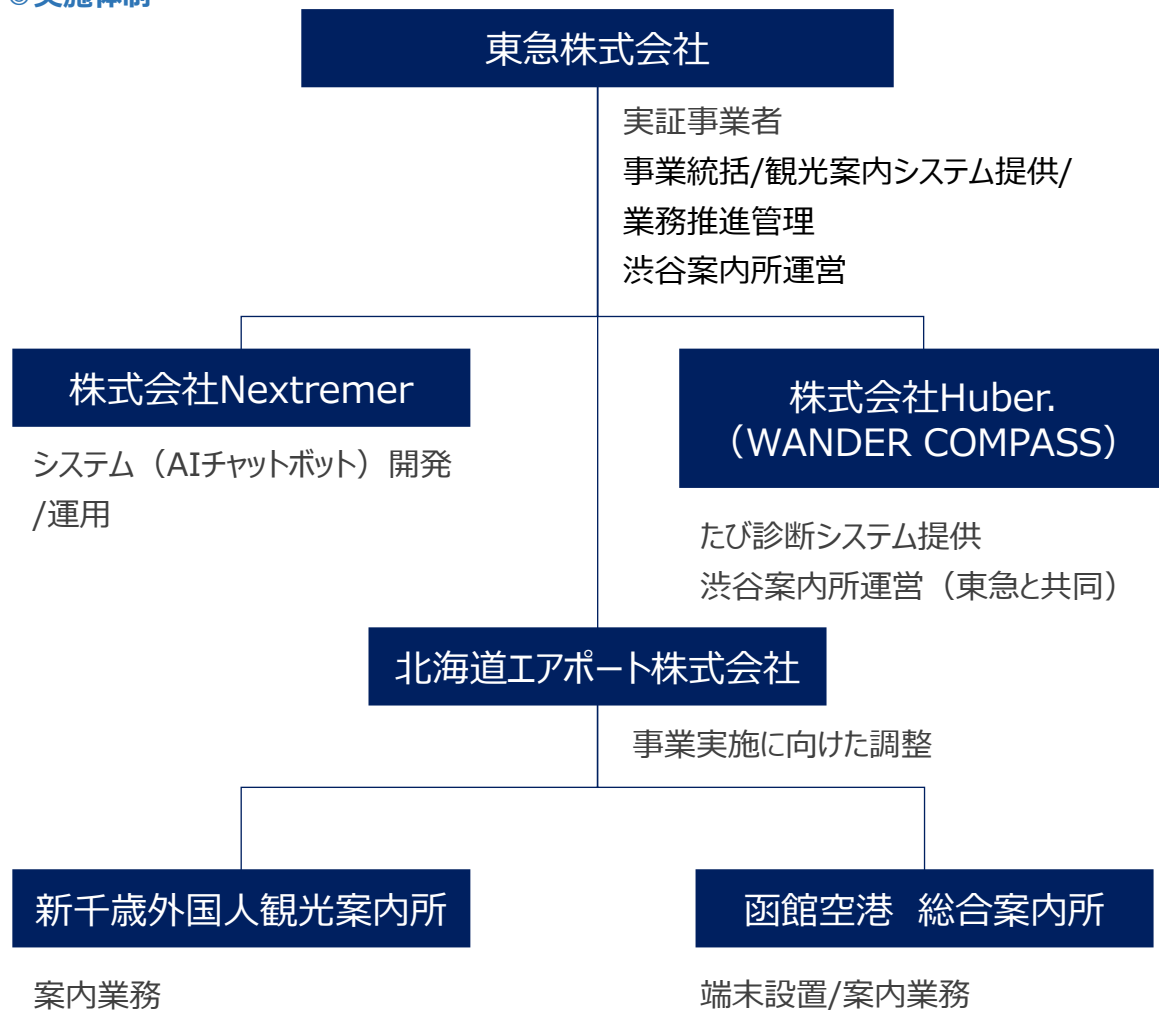 ◎実施体制
東急株式会社
実証事業者
事業統括/観光案内システム提供/
業務推進管理
渋谷案内所運営
株式会社Nextremer
システム（AIチャットボット）開発
/運用
株式会社Huber.
（WANDER COMPASS）
たび診断システム提供
渋谷案内所運営（東急と共同）
北海道エアポート株式会社
事業実施に向けた調整
新千歳外国人観光案内所
案内業務
函館空港　総合案内所
端末設置/案内業務